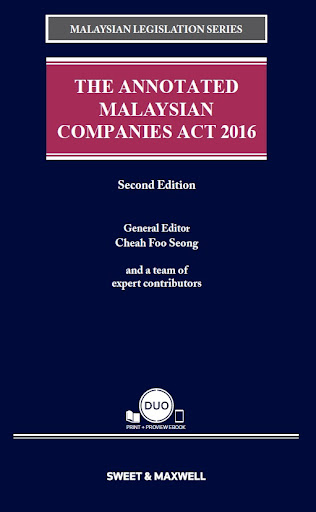 MALAYSIAN LEGISLATION SERIES
THE ANNOTATED
MALAYSIAN
COMPANIES ACT 2016
Second Edition
General Editor
Cheah Foo Seong
and a team of
expert contributors
DUO
PRINT + PROVIEW EBOOK
SWEET & MAXWELL